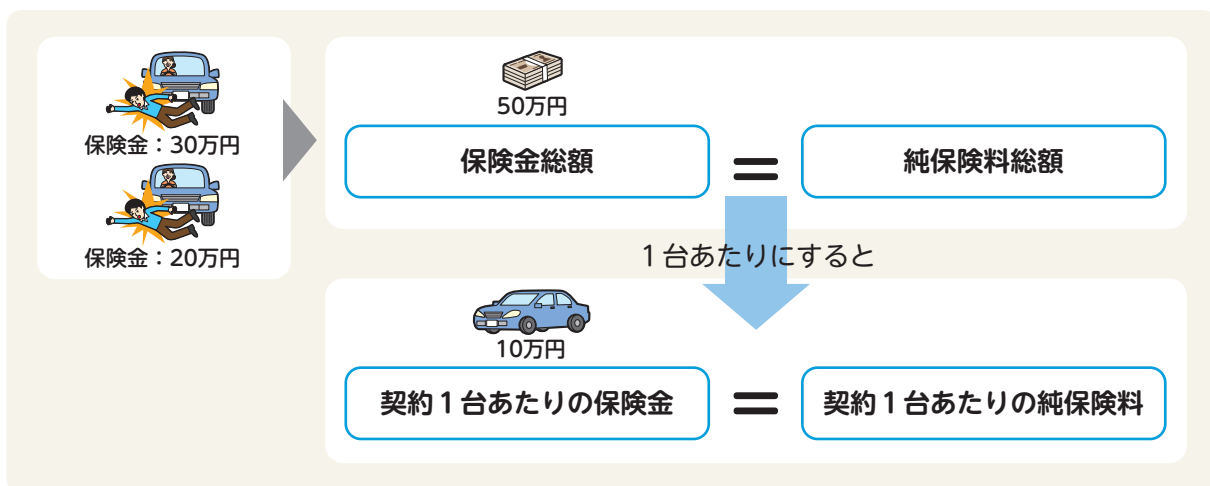 保険金：30万円
保険金：20万円
50万円
保険金総額
＝
純保険料総額
１台あたりにすると
10万円
契約１台あたりの保険金
＝
契約１台あたりの純保険料